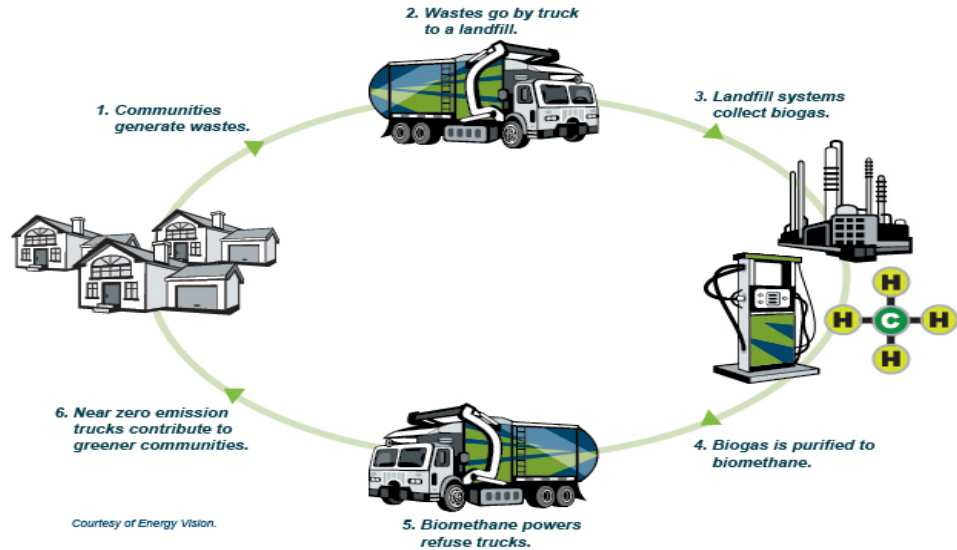 2. Wastes go by truck
to a landfill.
1. Communities
generate wastes.
3. Landfill systems
collect biogas.
H
H C H
H
6. Near zero emission
trucks contribute to
greener communities.
4. Biogas is purified to
biomethane.
5. Biomethane powers
refuse trucks.
Courtesy of Energy Vision.